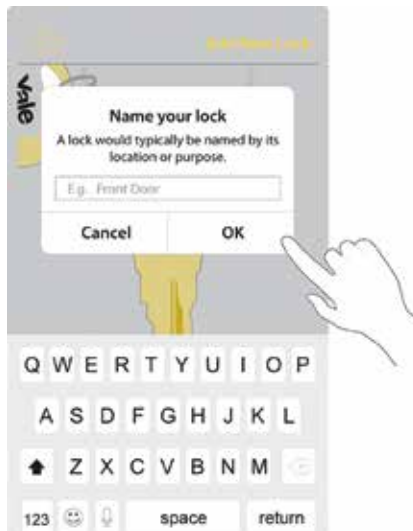 Yale
Name your lock
A lock would typically be named by its
location or purpose.
E.g. Front Door
Cancel OK
Q W E R T Y U I O P
A S D F G H J K L
Z X C V B N M
123 space return